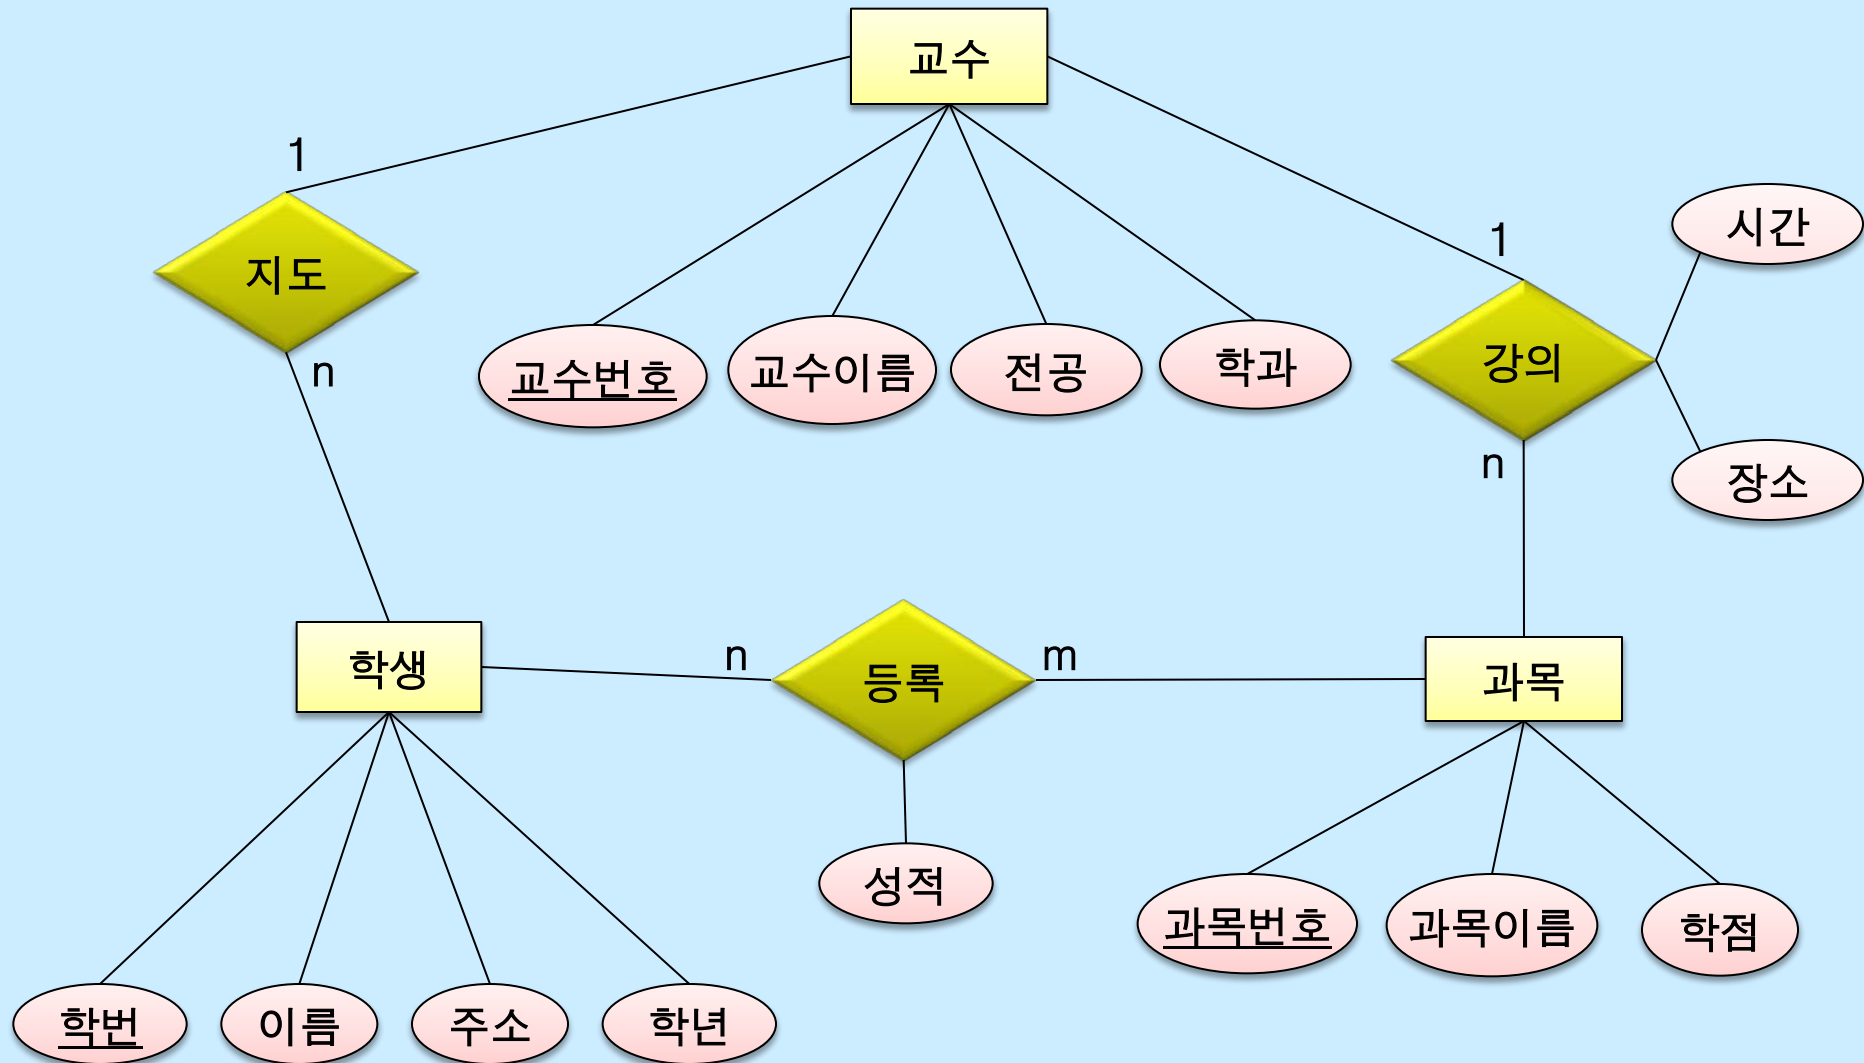 교수
1
지도
n
교수번호
교수이름
전공
학과
1
강의
n
시간
장소
학생
n
등록
m
과목
성적
과목번호
과목이름
학점
학번
이름
주소
학년